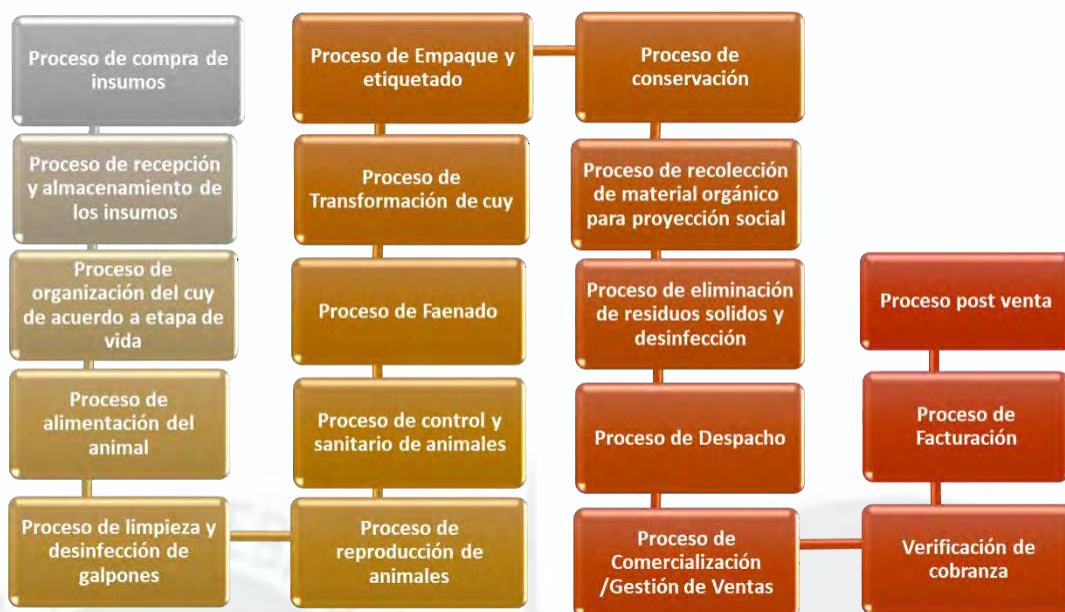 Proceso de compra de
insumos
Proceso de recepción
y almacenamiento de
los insumos
Proceso de
organización del cuy
de acuerdo a etapa de
vida
Proceso de
alimentación del
animal
Proceso de limpieza y
desinfección de
galpones
Proceso de
reproducción de
animales
Proceso de control y
sanitario de animales
Proceso de Faenado
Proceso de
Transformación de cuy
Proceso de Empaque y
etiquetado
Proceso de
conservación
Proceso de recolección
de material orgánico
para proyección social
Proceso de eliminación
de residuos solidos y
desinfección
Proceso de Despacho
Proceso de
Comercialización
/Gestión de Ventas
Verificación de
cobranza
Proceso de
Facturación
Proceso post venta